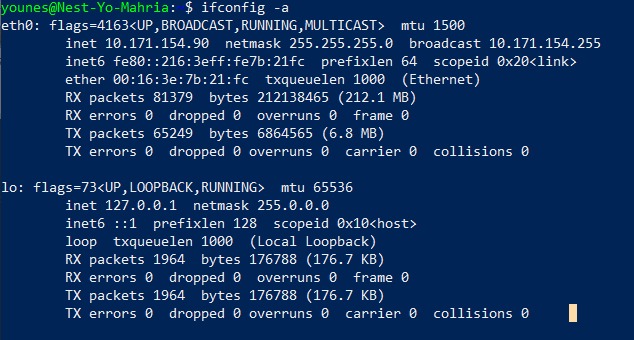 younes@Nest-Yo-Mahria:~$ ifconfig -a
eth0: flags=4163<UP,BROADCAST,RUNNING,MULTICAST>  mtu 1500
        inet 10.171.154.90  netmask 255.255.255.0  broadcast 10.171.154.255
        inet6 fe80::216:3eff:fe7b:21fc  prefixlen 64  scopeid 0x20<link>
        ether 00:16:3e:7b:21:fc  txqueuelen 1000  (Ethernet)
        RX packets 81379  bytes 212138465 (212.1 MB)
        RX errors 0  dropped 0  overruns 0  frame 0
        TX packets 65249  bytes 6864565 (6.8 MB)
        TX errors 0  dropped 0 overruns 0  carrier 0  collisions 0
lo: flags=73<UP,LOOPBACK,RUNNING>  mtu 65536
        inet 127.0.0.1  netmask 255.0.0.0
        inet6 ::1  prefixlen 128  scopeid 0x10<host>
        loop  txqueuelen 1000  (Local Loopback)
        RX packets 1964  bytes 176788 (176.7 KB)
        RX errors 0  dropped 0  overruns 0  frame 0
        TX packets 1964  bytes 176788 (176.7 KB)
        TX errors 0  dropped 0 overruns 0  carrier 0  collisions 0